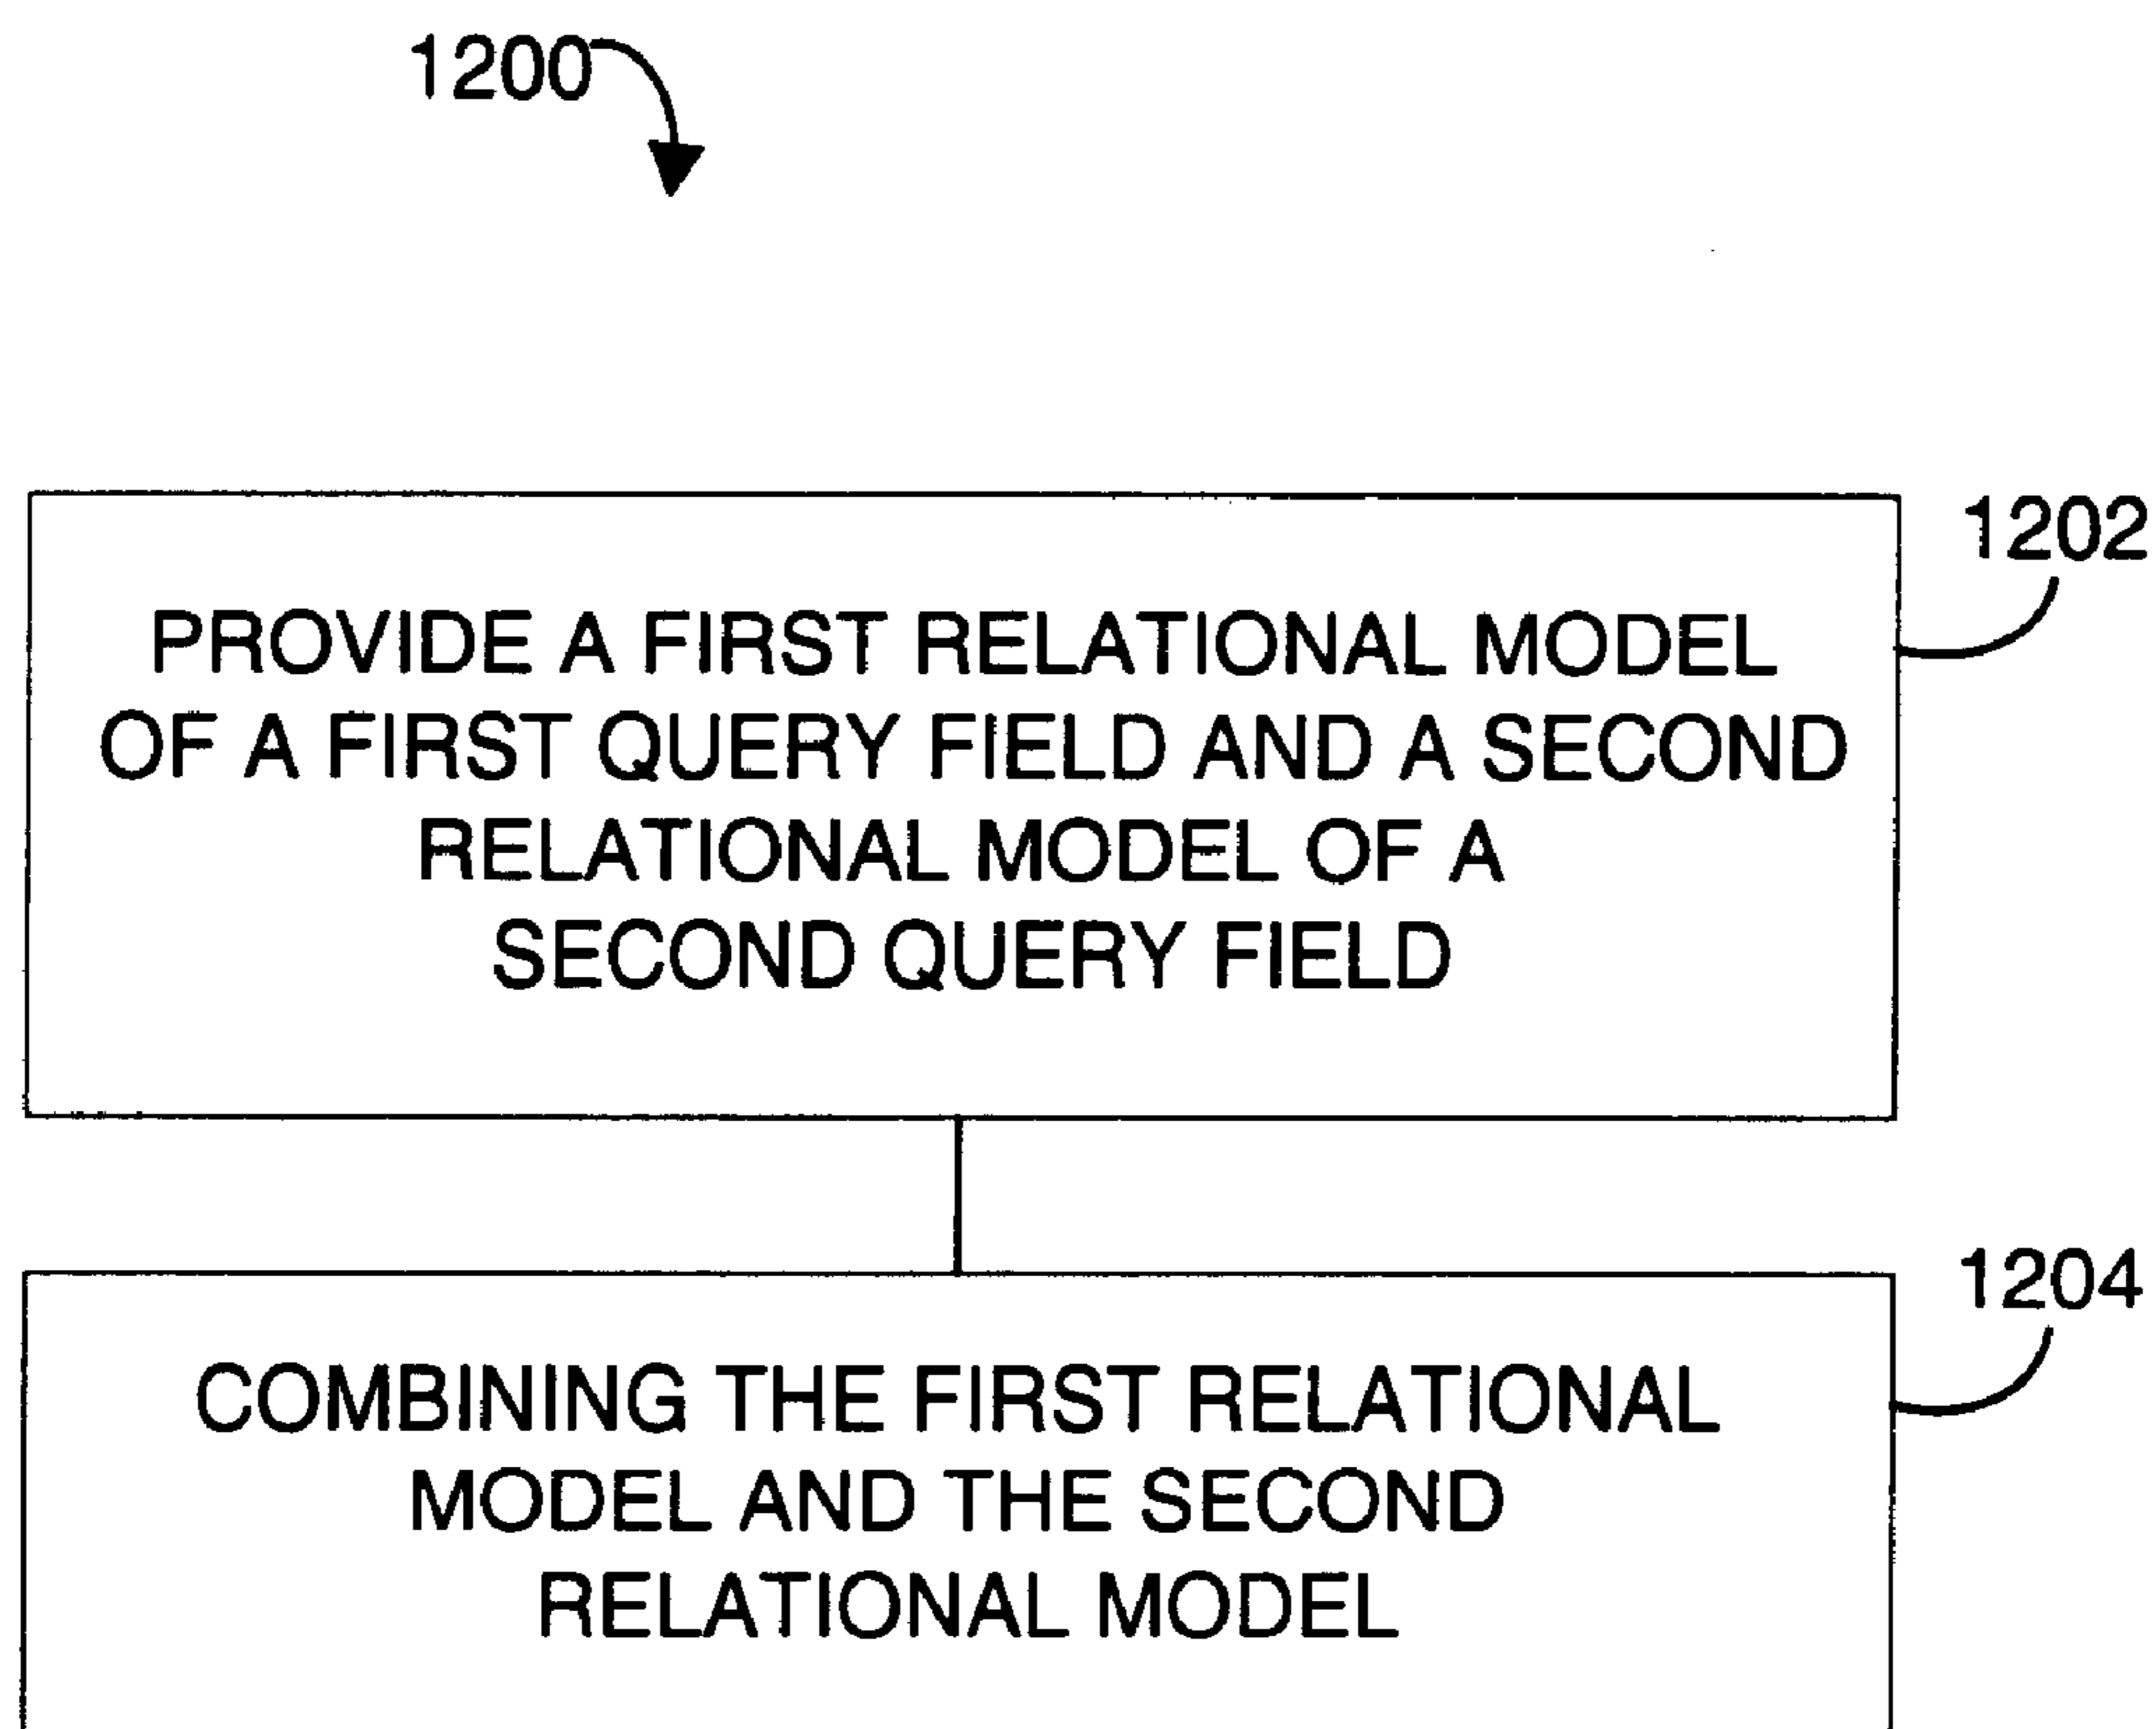 1200
1202
PROVIDE A FIRST RELATIONAL MODEL
OF A FIRST QUERY FIELD AND A SECOND
RELATIONAL MODEL OF A
SECOND QUERY FIELD
1204
COMBINING THE FIRST RELATIONAL
MODEL AND THE SECOND
RELATIONAL MODEL